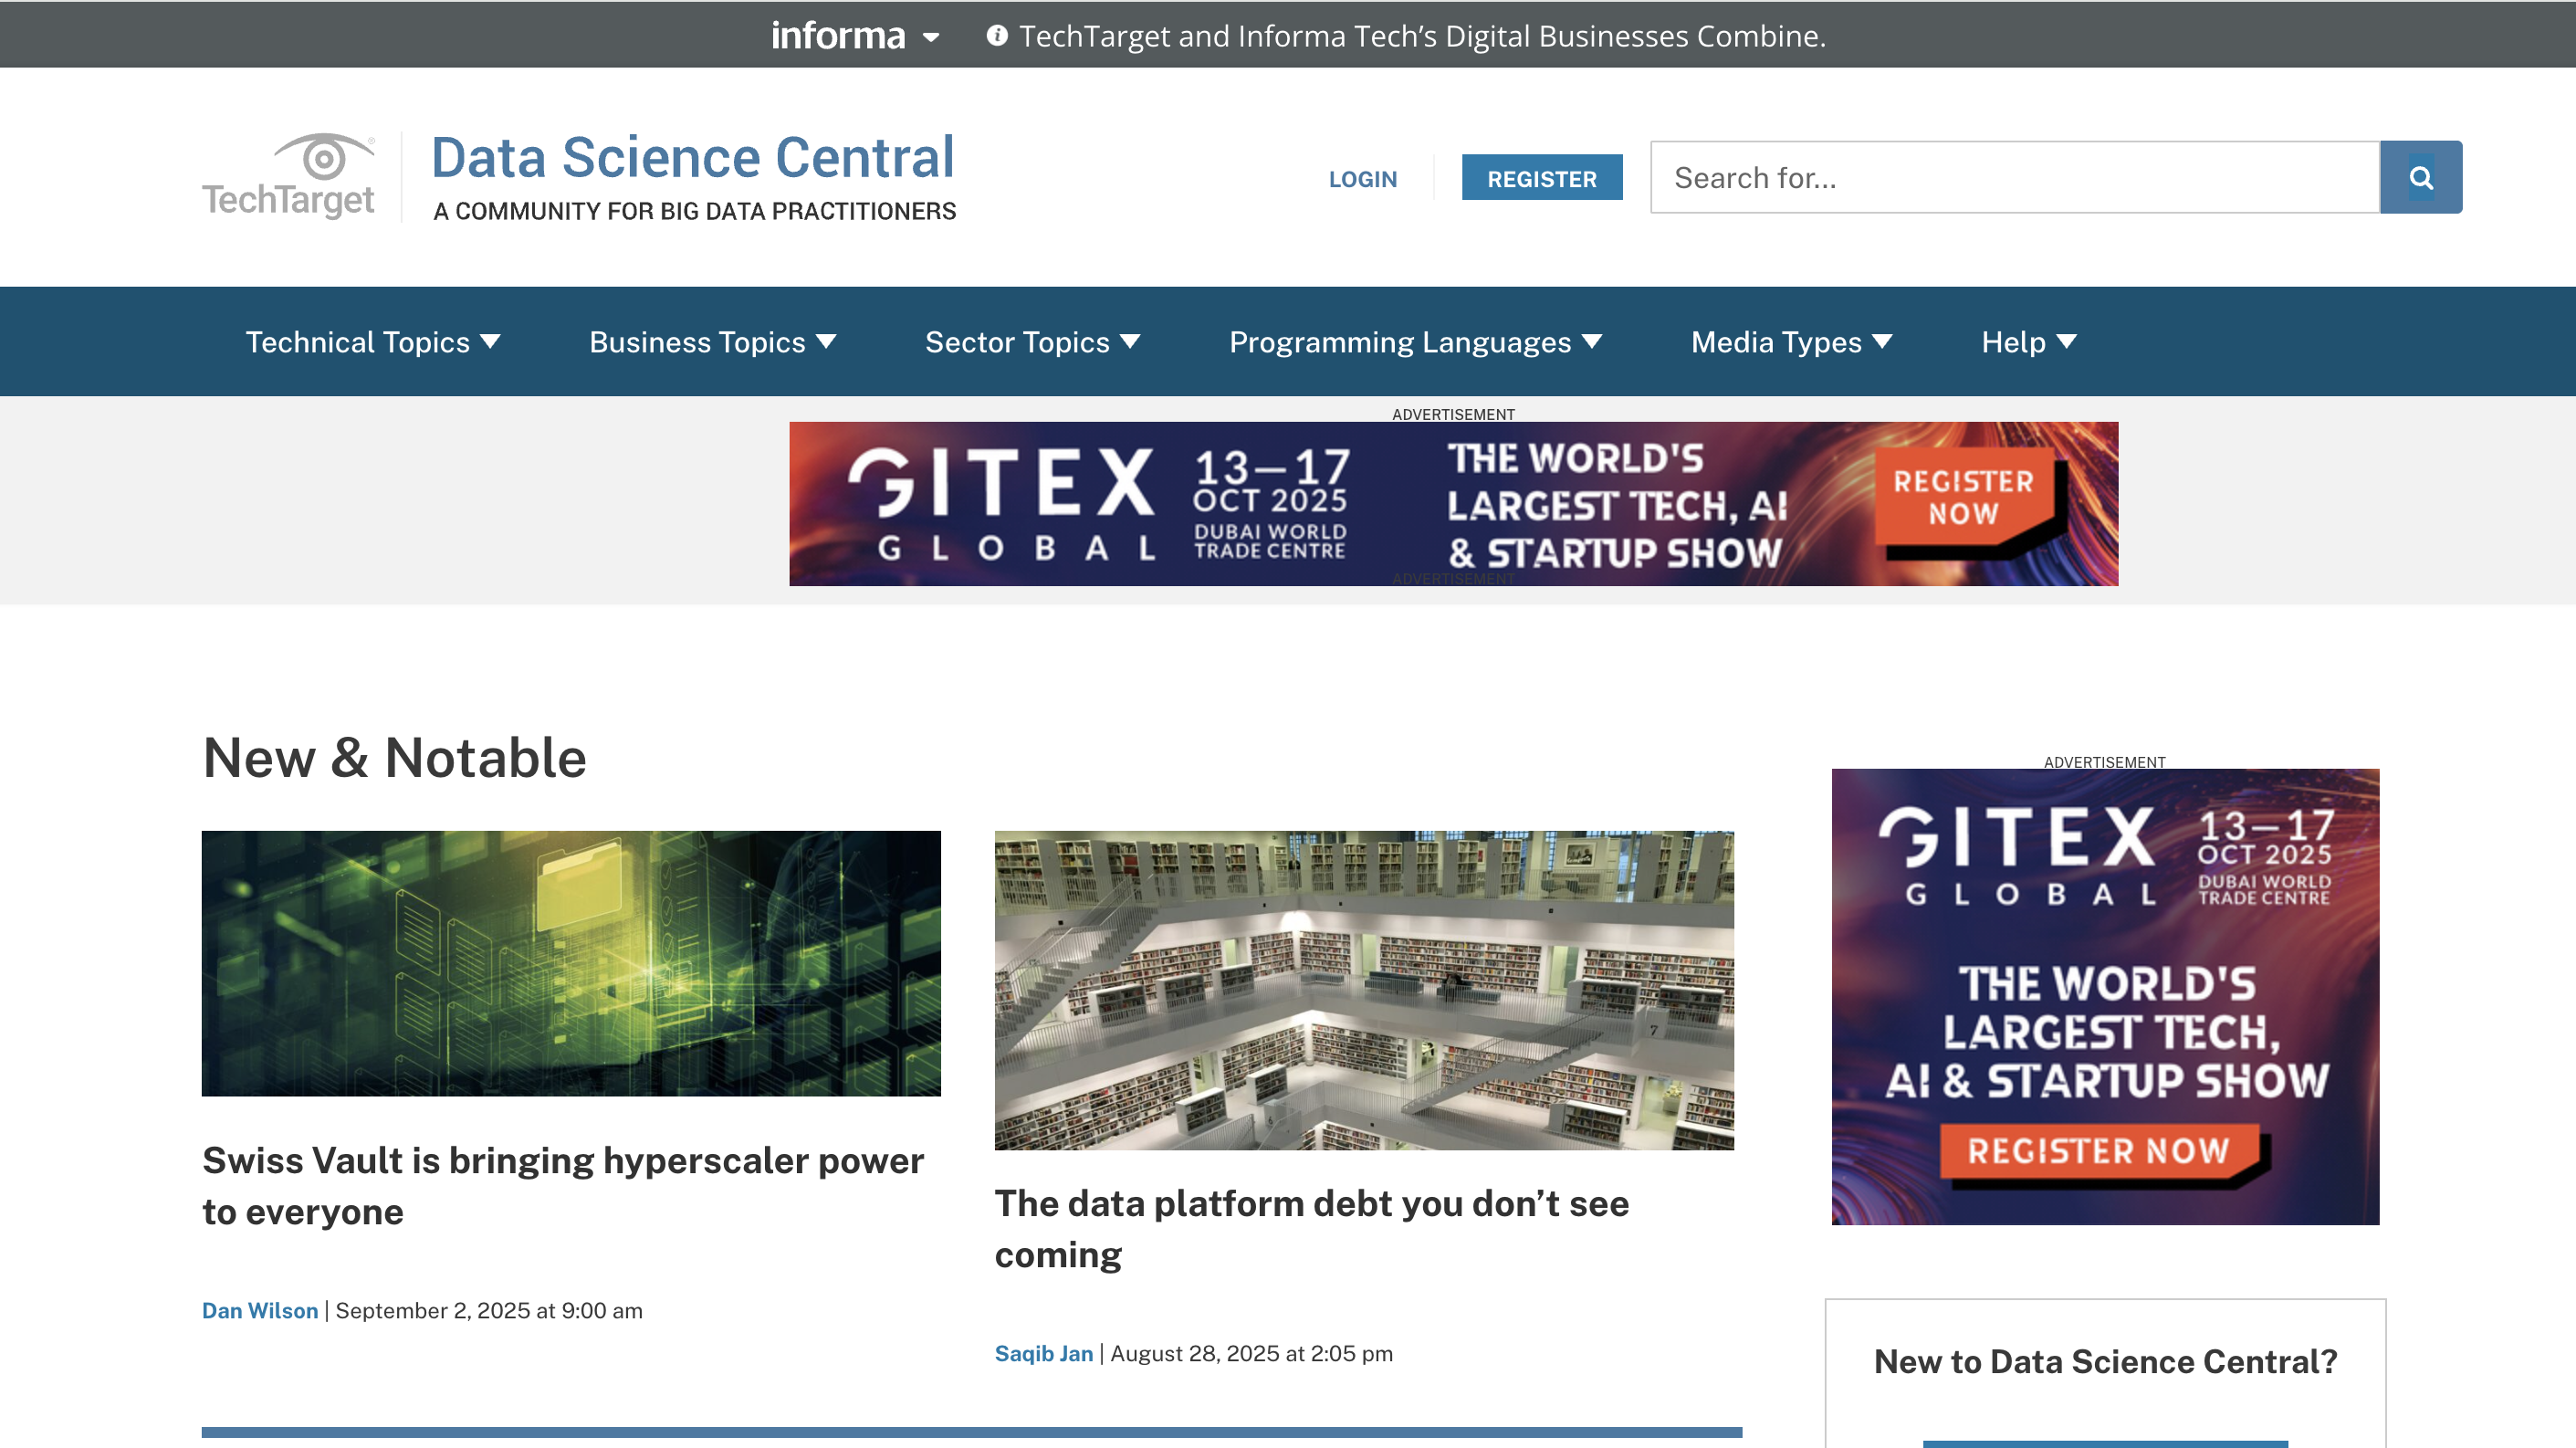 informa
TechTarget and Informa Tech’s Digital Businesses Combine.
TechTarget
Data Science Central
A COMMUNITY FOR BIG DATA PRACTITIONERS
LOGIN
REGISTER
Search for...
Technical Topics
Business Topics
Sector Topics
Programming Languages
Media Types
Help
ADVERTISEMENT
GITEX
GLOBAL
13—17
OCT 2025
DUBAI WORLD
TRADE CENTRE
THE WORLD'S
LARGEST TECH, AI
& STARTUP SHOW
REGISTER
NOW
ADVERTISEMENT
New & Notable
Swiss Vault is bringing hyperscaler power
to everyone
Dan Wilson | September 2, 2025 at 9:00 am
7
The data platform debt you don’t see
coming
Saqib Jan | August 28, 2025 at 2:05 pm
ADVERTISEMENT
GITEX
GLOBAL
13—17
OCT 2025
DUBAI WORLD
TRADE CENTRE
THE WORLD'S
LARGEST TECH,
AI & STARTUP SHOW
REGISTER NOW
New to Data Science Central?